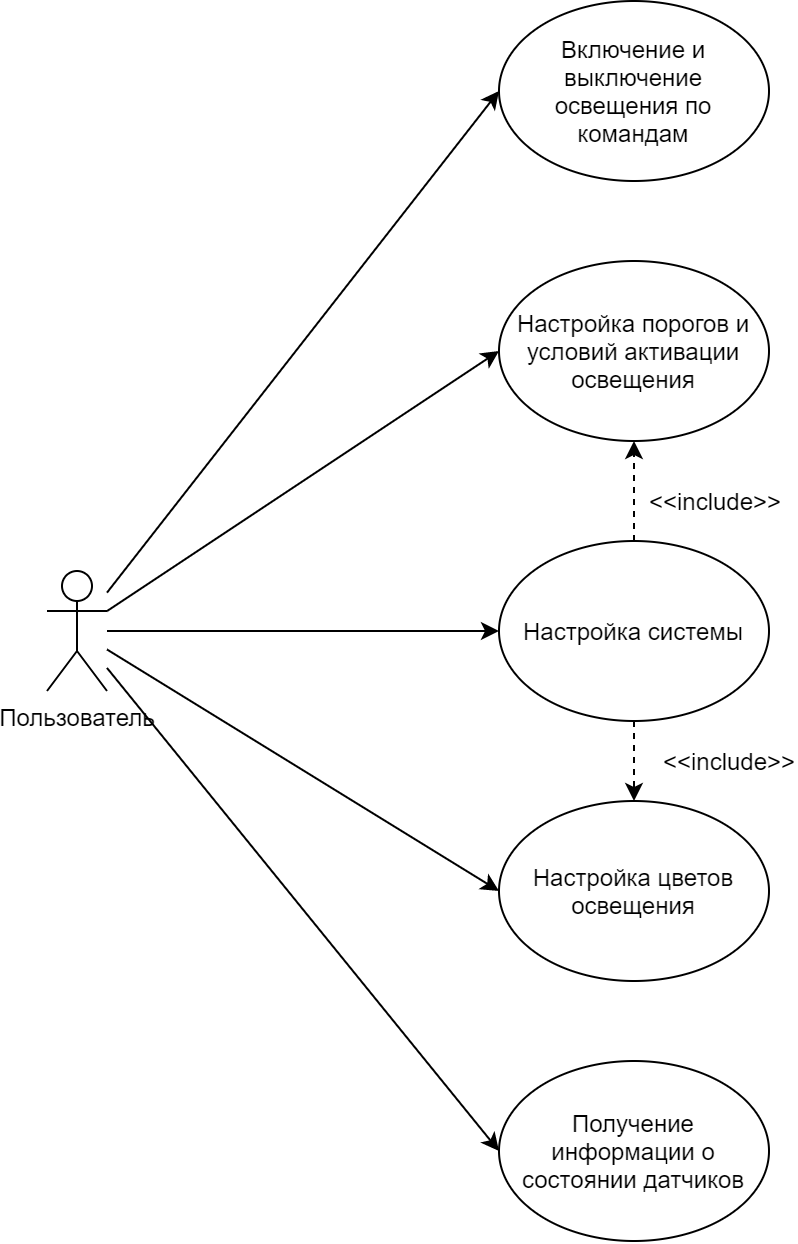 Включение и
выключение
освещения по
командам
Настройка порогов и
условий активации
освещения
<<include>>
Настройка системы
Пользователь
<<include>>
Настройка цветов
освещения
Получение
информации о
состоянии датчиков